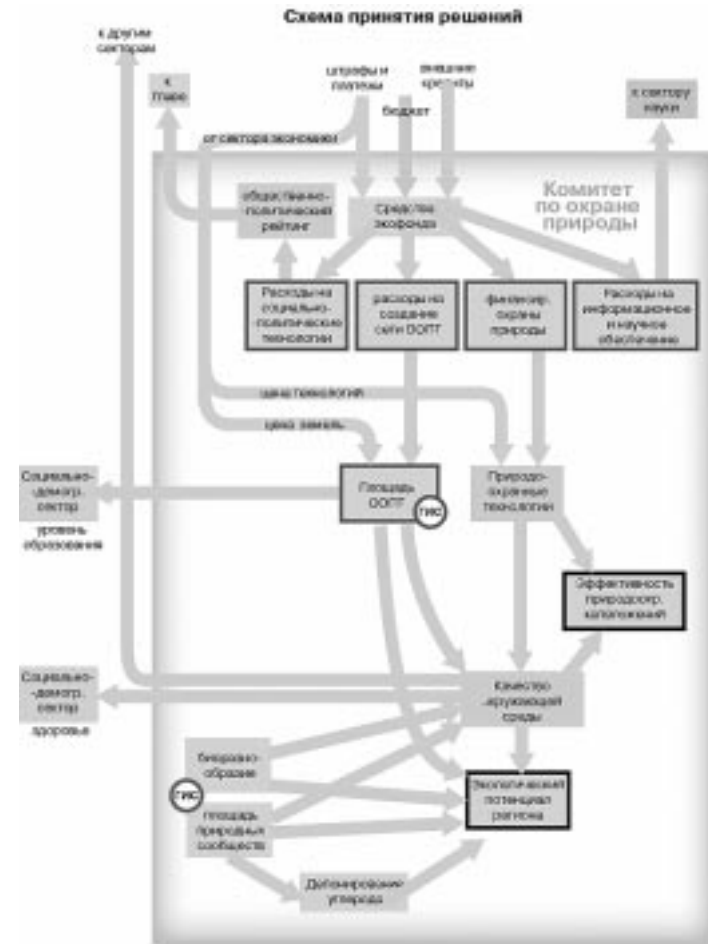 Схема принятия решений
к другим
секторам
штрафы и
платежи
внешние
кредиты
бюджет
к
главе
к сектору
науки
от сектора экономики
общественно-
-политический
рейтинг
Средства
экофонда
Комитет
по охране
природы
Расходы на
социально-
-политические
технологии
расходы на
создание
сети ООПТ
финансир.
охраны
природы
Расходы на
информационное
и научное
обеспечение
цена технологий
цена земель
Социально-
-демогр.
сектор
уровень
образования
Площадь
ООПТ
ГИС
Природо-
охранные
технологии
Эффективность
природоохр.
капвложений
Социально-
-демогр.
сектор
здоровье
Качество
окружающей
среды
биоразно-
образие
ГИС
площадь
природных
сообществ
Экологический
потенциал
региона
Депонирование
углерода